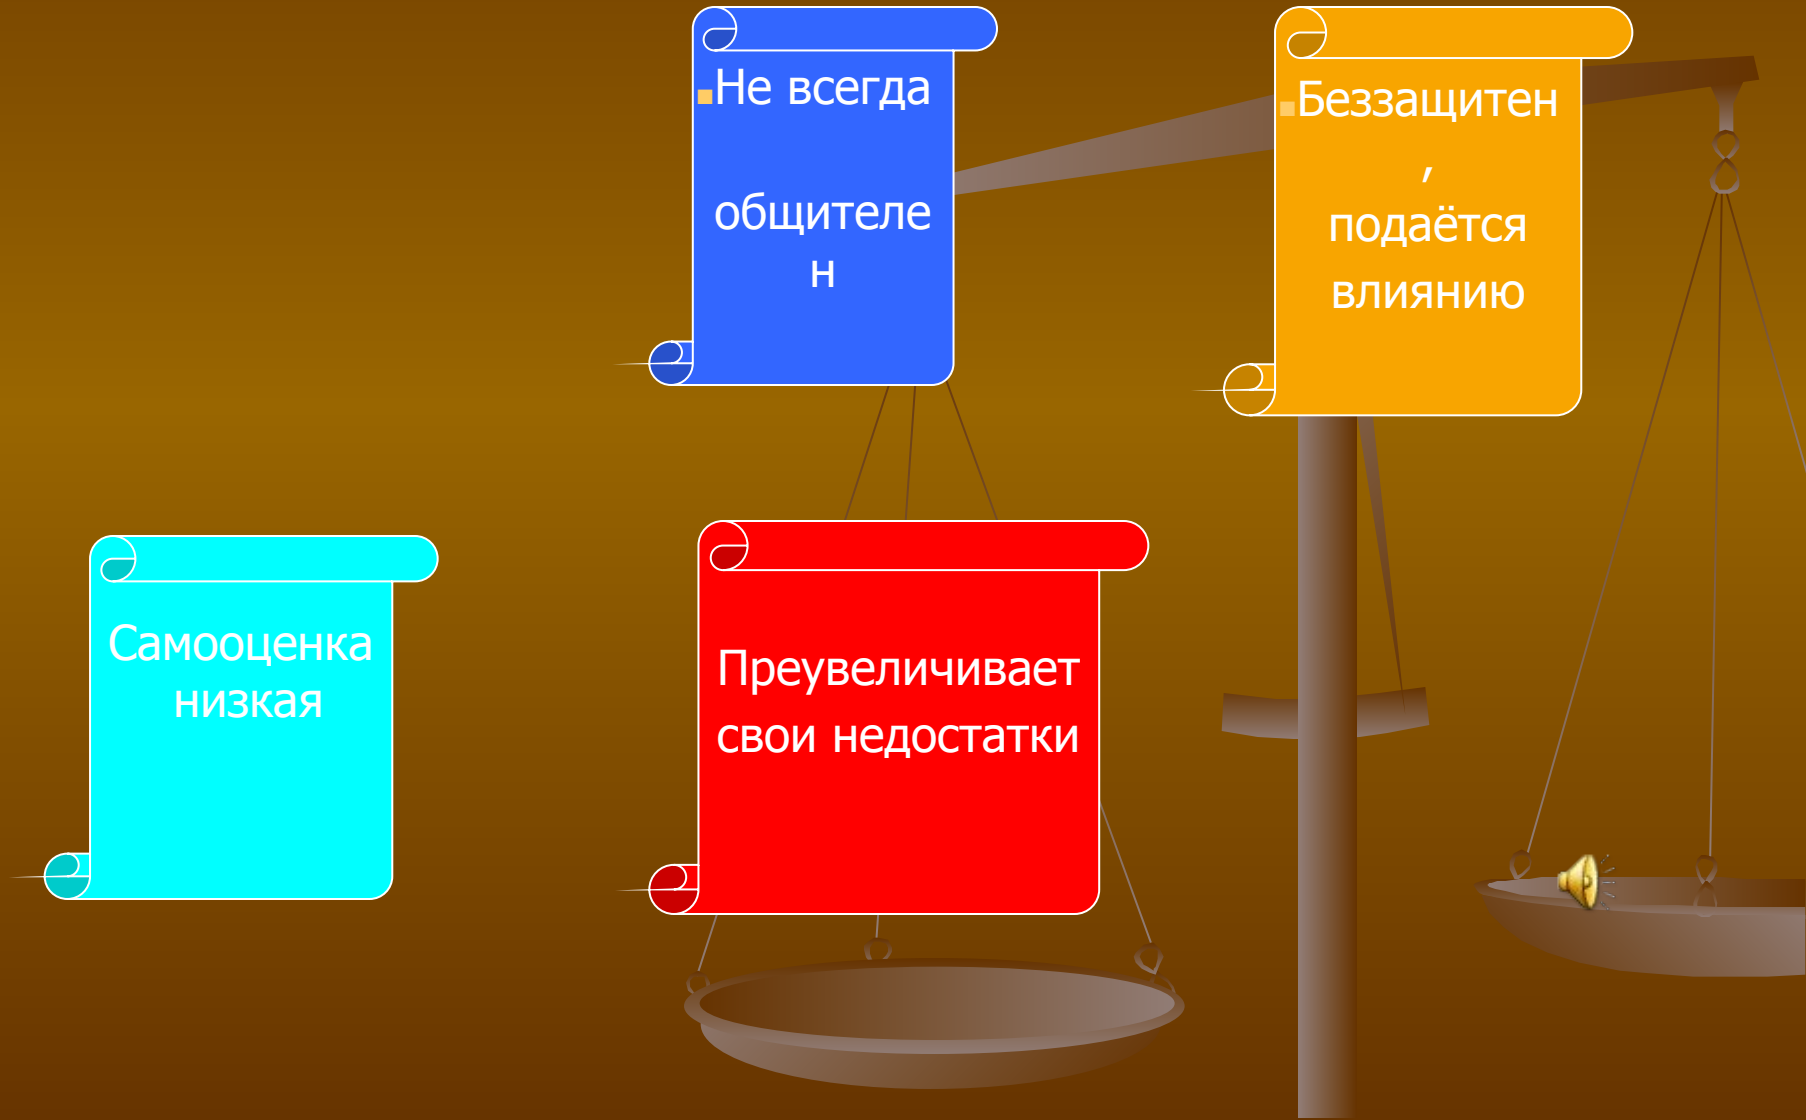 Не всегда
общителе
н
Беззащитен
,
подаётся
влиянию
Самооценка
низкая
Преувеличивает
свои недостатки